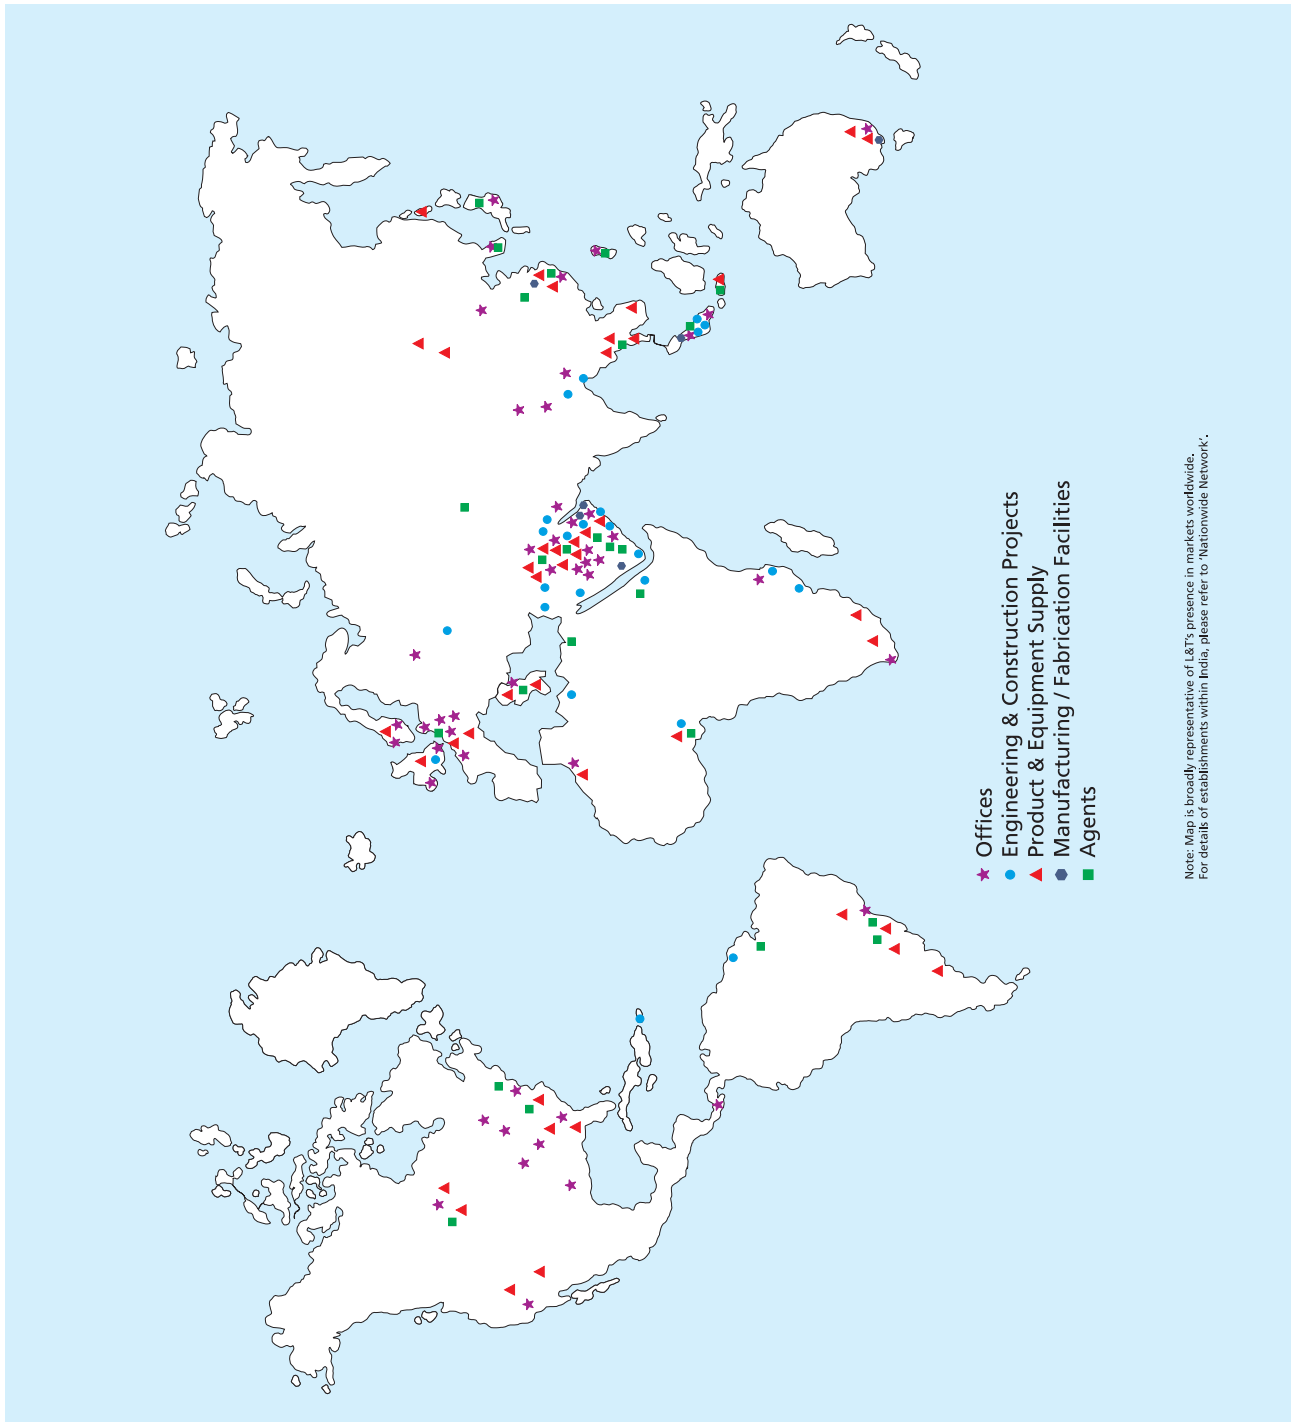 Offices
Engineering & Construction Projects
Product & Equipment Supply
Manufacturing / Fabrication Facilities
Agents
Note: Map is broadly representative of L&T's presence in markets worldwide.
For details of establishments within India, please refer to 'Nationwide Network'.